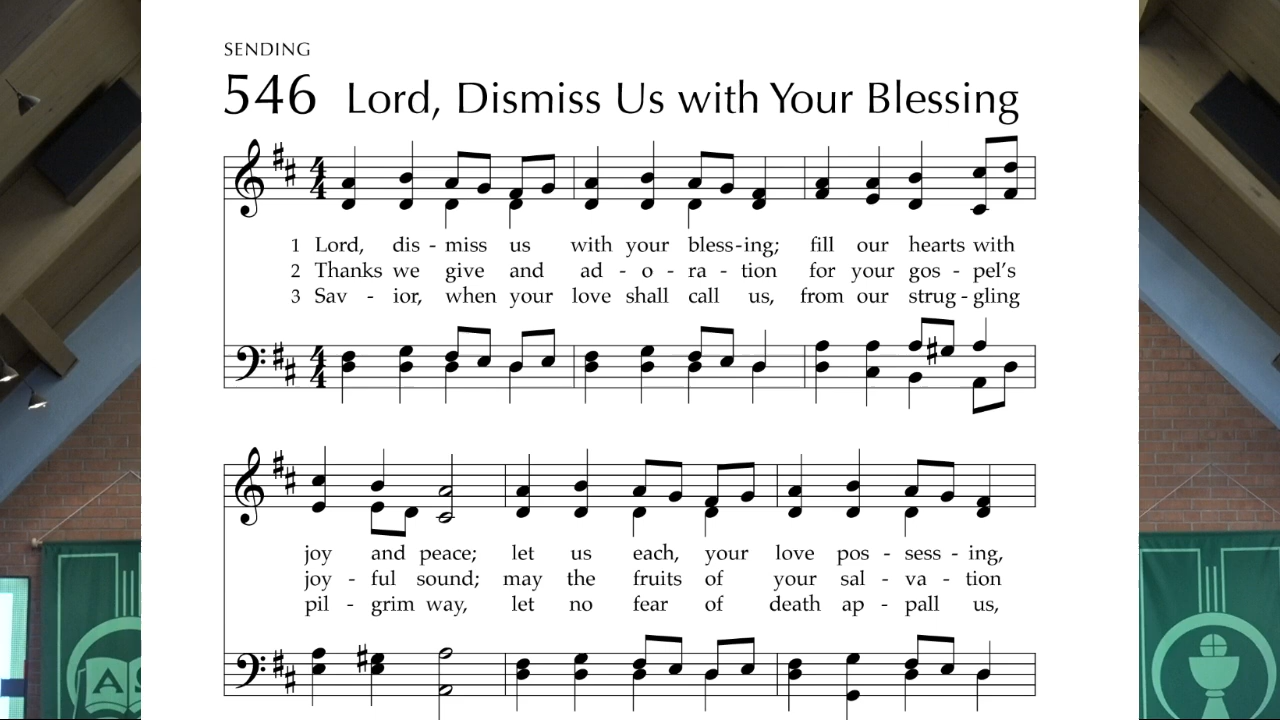 SENDING
546 Lord, Dismiss Us with Your Blessing
4 4
1 Lord, dis - miss us with your bless - ing; fill our hearts with
2 Thanks we give and ad - o - ra - tion for your gos - pel's
3 Sav - ior, when your love shall call us, from our strug - gling
4 4
joy and peace; let us each, your love pos - sess - ing,
joy - ful sound; may the fruits of your sal - va - tion
pil - grim way, let no fear of death ap - pall us,
A